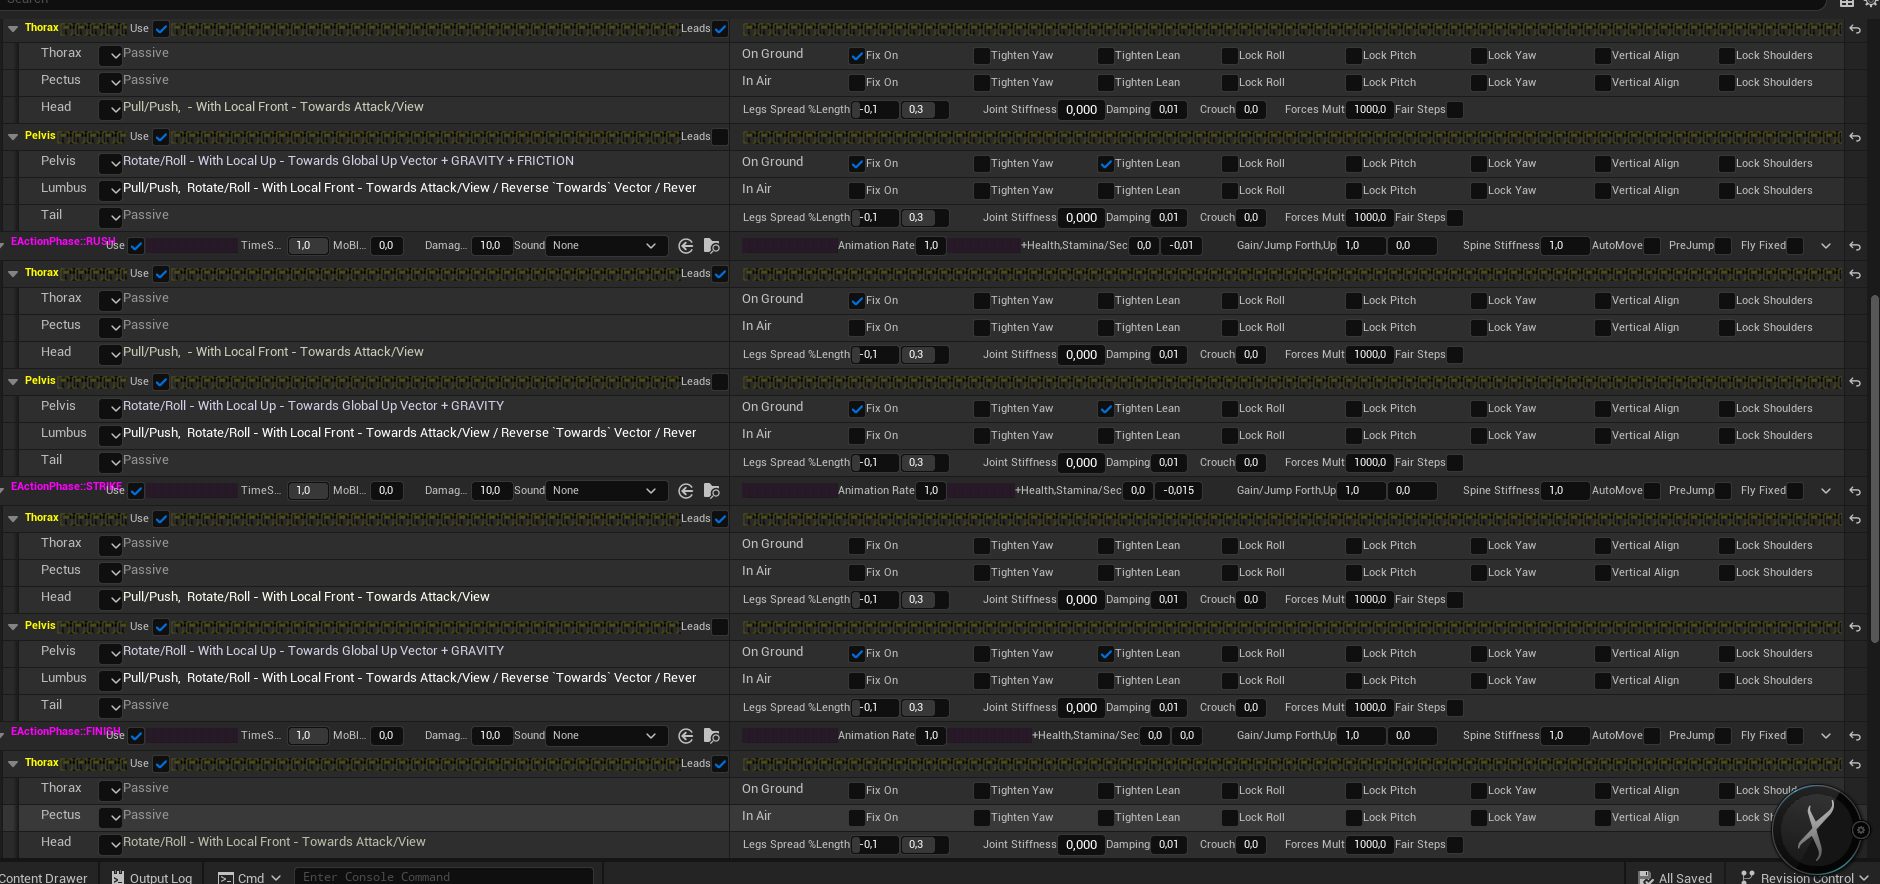 Thorax Use Leads
Thorax Passive On Ground Fix On Tighten Yaw Tighten Lean Lock Roll Lock Pitch Lock Yaw Vertical Align Lock Shoulders
Pectus Passive In Air Fix On Tighten Yaw Tighten Lean Lock Roll Lock Pitch Lock Yaw Vertical Align Lock Shoulders
Head Pull/Push, - With Local Front - Towards Attack/View Legs Spread %Length -0,1 0,3 Joint Stiffness 0,000 Damping 0,01 Crouch 0,0 Forces Mult 1000,0 Fair Steps
Pelvis Use Leads
Pelvis Rotate/Roll - With Local Up - Towards Global Up Vector + GRAVITY + FRICTION On Ground Fix On Tighten Yaw Tighten Lean Lock Roll Lock Pitch Lock Yaw Vertical Align Lock Shoulders
Lumbus Pull/Push, Rotate/Roll - With Local Front - Towards Attack/View / Reverse `Towards` Vector / Rever In Air Fix On Tighten Yaw Tighten Lean Lock Roll Lock Pitch Lock Yaw Vertical Align Lock Shoulders
Tail Passive Legs Spread %Length -0,1 0,3 Joint Stiffness 0,000 Damping 0,01 Crouch 0,0 Forces Mult 1000,0 Fair Steps
EActionPhase::RUSH Use TimeS... 1,0 MoBl... 0,0 Damag... 10,0 Sound None Animation Rate 1,0 +Health,Stamina/Sec 0,0 -0,01 Gain/Jump Forth,Up 1,0 0,0 Spine Stiffness 1,0 AutoMove PreJump Fly Fixed
Thorax Use Leads
Thorax Passive On Ground Fix On Tighten Yaw Tighten Lean Lock Roll Lock Pitch Lock Yaw Vertical Align Lock Shoulders
Pectus Passive In Air Fix On Tighten Yaw Tighten Lean Lock Roll Lock Pitch Lock Yaw Vertical Align Lock Shoulders
Head Pull/Push, - With Local Front - Towards Attack/View Legs Spread %Length -0,1 0,3 Joint Stiffness 0,000 Damping 0,01 Crouch 0,0 Forces Mult 1000,0 Fair Steps
Pelvis Use Leads
Pelvis Rotate/Roll - With Local Up - Towards Global Up Vector + GRAVITY On Ground Fix On Tighten Yaw Tighten Lean Lock Roll Lock Pitch Lock Yaw Vertical Align Lock Shoulders
Lumbus Pull/Push, Rotate/Roll - With Local Front - Towards Attack/View / Reverse `Towards` Vector / Rever In Air Fix On Tighten Yaw Tighten Lean Lock Roll Lock Pitch Lock Yaw Vertical Align Lock Shoulders
Tail Passive Legs Spread %Length -0,1 0,3 Joint Stiffness 0,000 Damping 0,01 Crouch 0,0 Forces Mult 1000,0 Fair Steps
EActionPhase::STRIKE Use TimeS... 1,0 MoBl... 0,0 Damag... 10,0 Sound None Animation Rate 1,0 +Health,Stamina/Sec 0,0 -0,015 Gain/Jump Forth,Up 1,0 0,0 Spine Stiffness 1,0 AutoMove PreJump Fly Fixed
Thorax Use Leads
Thorax Passive On Ground Fix On Tighten Yaw Tighten Lean Lock Roll Lock Pitch Lock Yaw Vertical Align Lock Shoulders
Pectus Passive In Air Fix On Tighten Yaw Tighten Lean Lock Roll Lock Pitch Lock Yaw Vertical Align Lock Shoulders
Head Pull/Push, Rotate/Roll - With Local Front - Towards Attack/View Legs Spread %Length -0,1 0,3 Joint Stiffness 0,000 Damping 0,01 Crouch 0,0 Forces Mult 1000,0 Fair Steps
Pelvis Use Leads
Pelvis Rotate/Roll - With Local Up - Towards Global Up Vector + GRAVITY On Ground Fix On Tighten Yaw Tighten Lean Lock Roll Lock Pitch Lock Yaw Vertical Align Lock Shoulders
Lumbus Pull/Push, Rotate/Roll - With Local Front - Towards Attack/View / Reverse `Towards` Vector / Rever In Air Fix On Tighten Yaw Tighten Lean Lock Roll Lock Pitch Lock Yaw Vertical Align Lock Shoulders
Tail Passive Legs Spread %Length -0,1 0,3 Joint Stiffness 0,000 Damping 0,01 Crouch 0,0 Forces Mult 1000,0 Fair Steps
EActionPhase::FINISH Use TimeS... 1,0 MoBl... 0,0 Damag... 10,0 Sound None Animation Rate 1,0 +Health,Stamina/Sec 0,0 0,0 Gain/Jump Forth,Up 1,0 0,0 Spine Stiffness 1,0 AutoMove PreJump Fly Fixed
Thorax Use Leads
Thorax Passive On Ground Fix On Tighten Yaw Tighten Lean Lock Roll Lock Pitch Lock Yaw Vertical Align Lock Should
Pectus Passive In Air Fix On Tighten Yaw Tighten Lean Lock Roll Lock Pitch Lock Yaw Vertical Align Lock Sh
Head Rotate/Roll - With Local Front - Towards Attack/View Legs Spread %Length -0,1 0,3 Joint Stiffness 0,000 Damping 0,01 Crouch 0,0 Forces Mult 1000,0 Fair Steps
Content Drawer Output Log Cmd Enter Console Command All Saved Revision Control